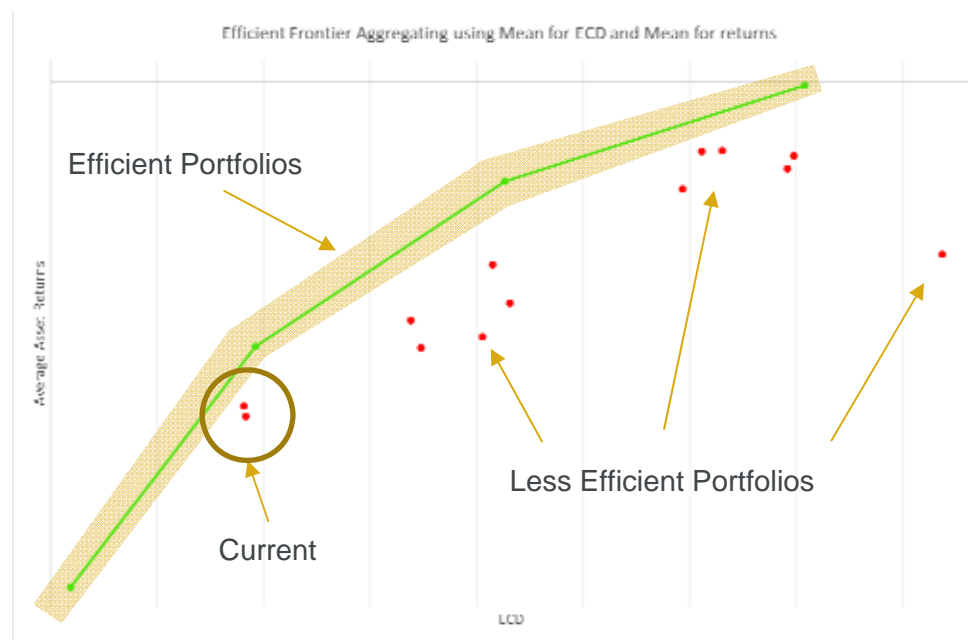 Efficient Frontier Aggregating using Mean for ECD and Mean for returns
Efficient Portfolios
Average Asset Returns
Less Efficient Portfolios
Current
ECD